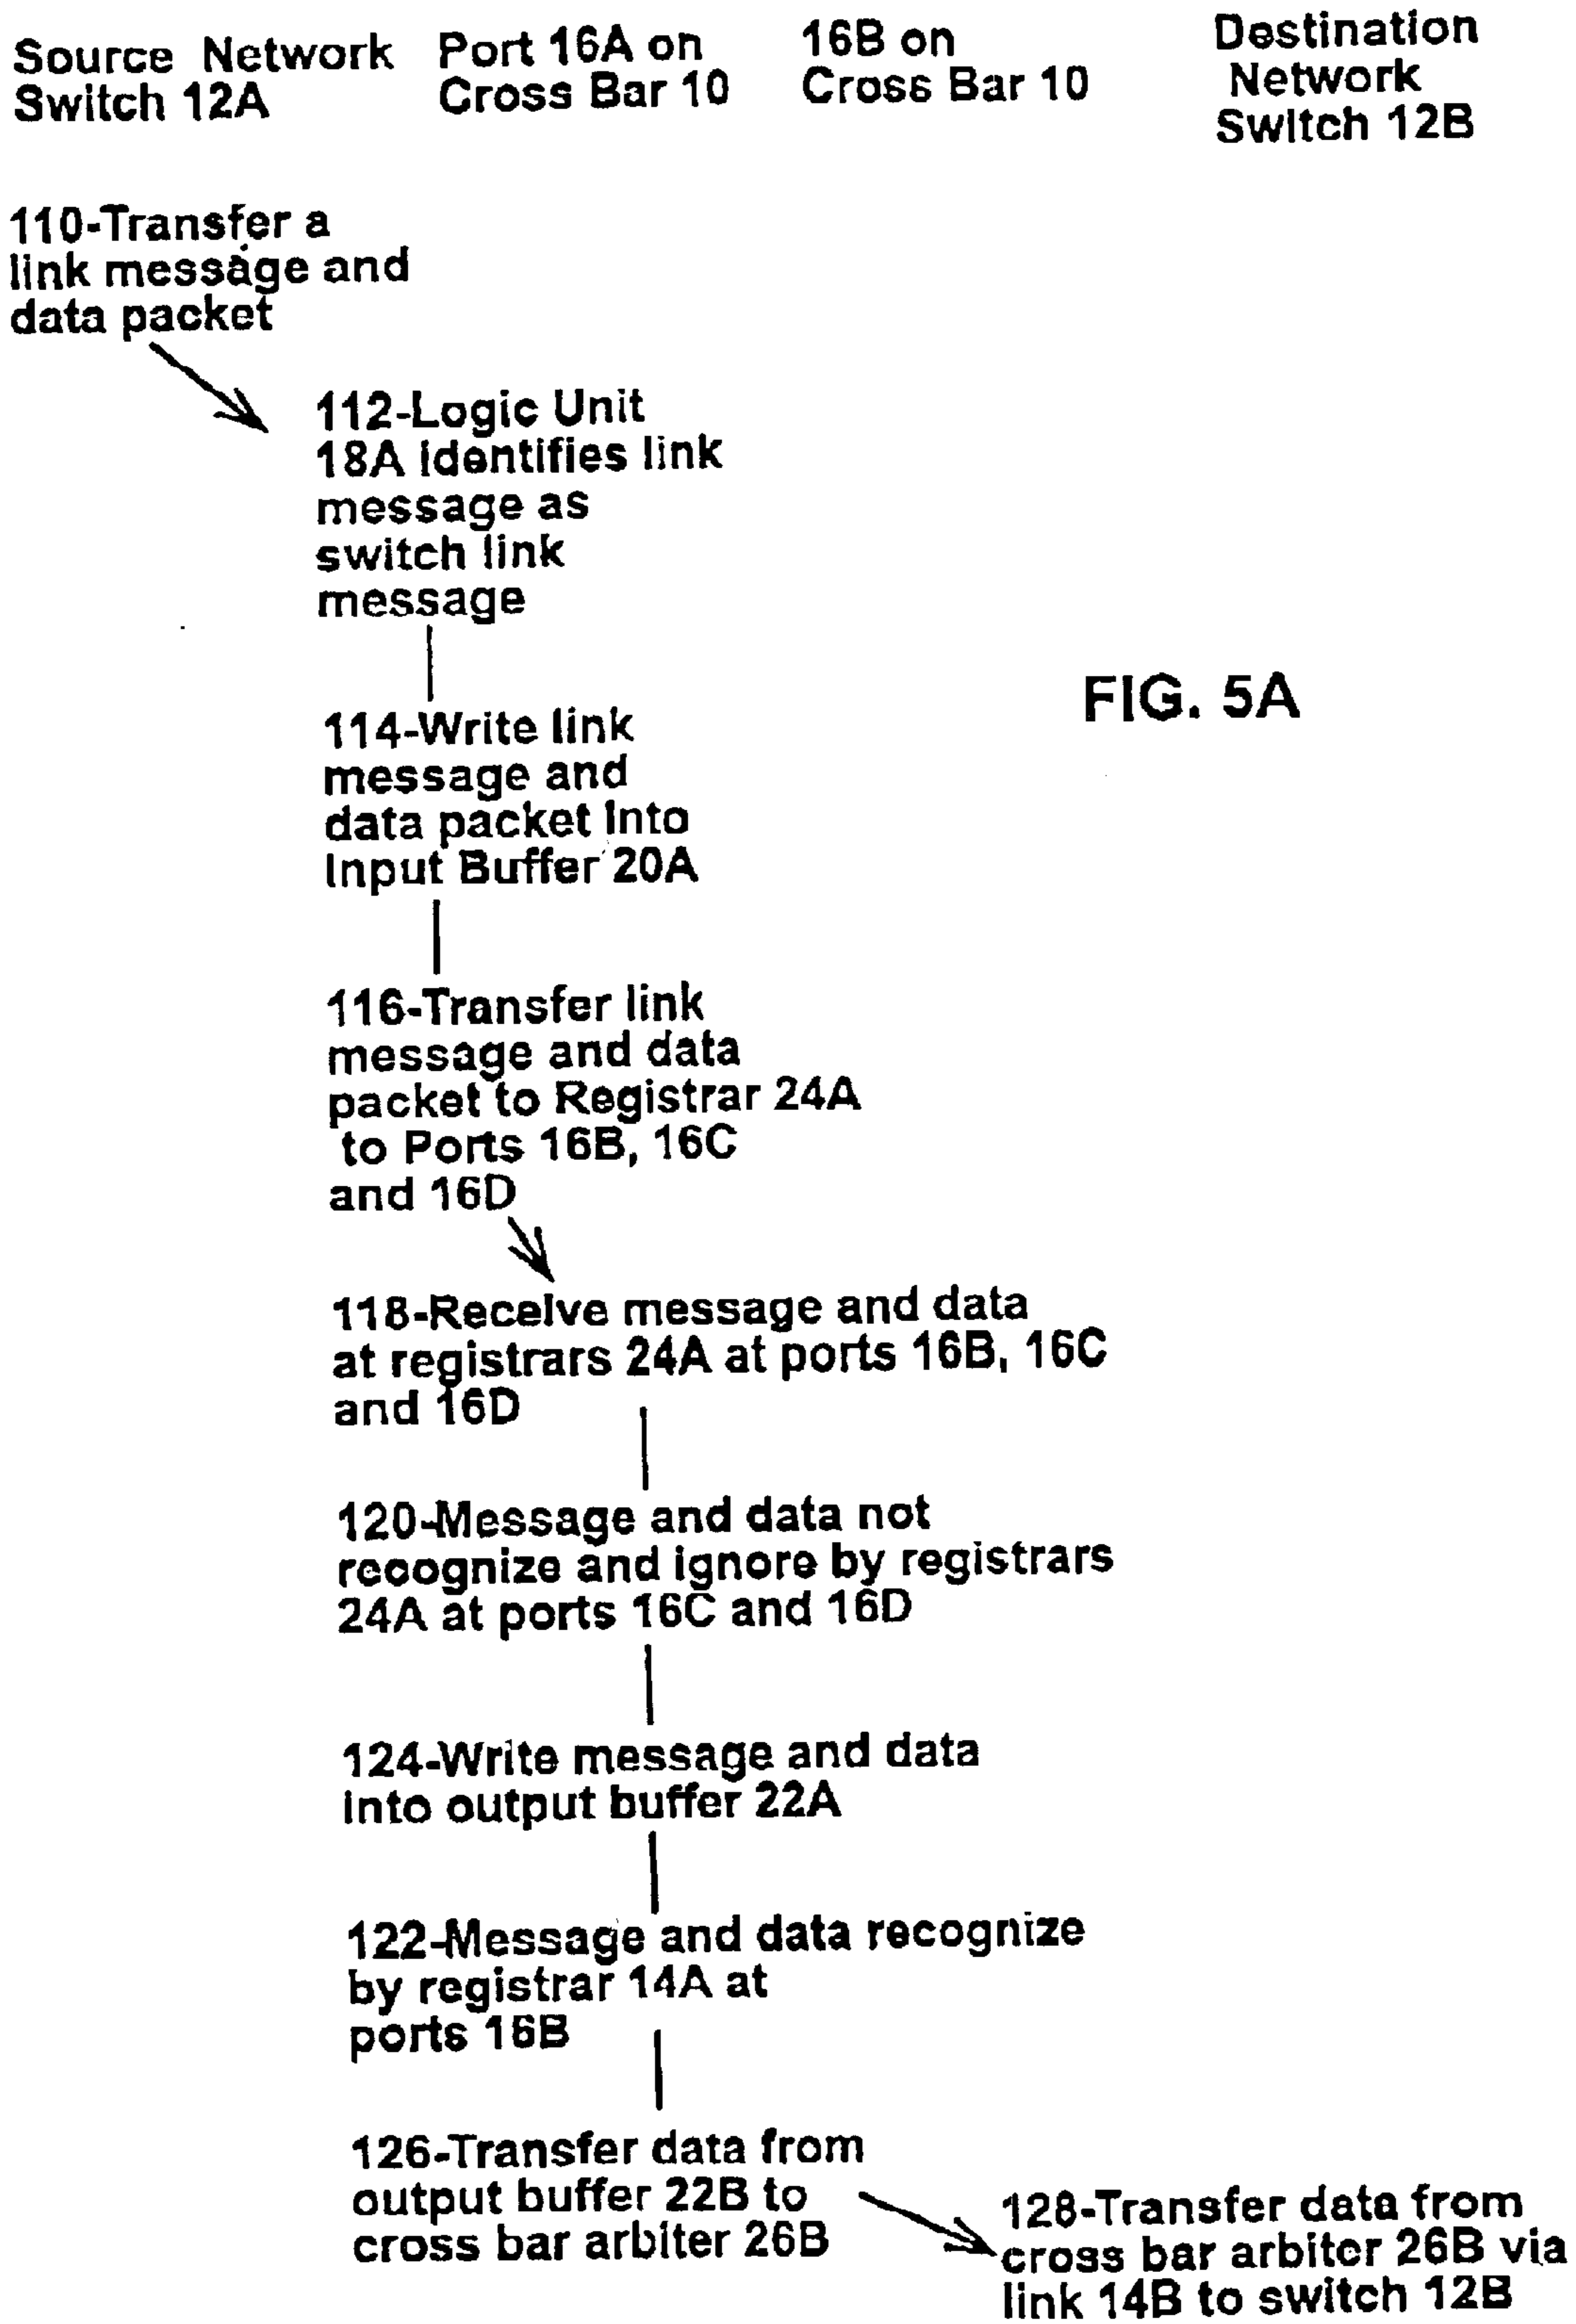 Source Network
Switch 12A
Port 16A on
Cross Bar 10
16B on
Cross Bar 10
Destination
Network
Switch 12B
110-Transfer a
link message and
data packet
112-Logic Unit
18A identifies link
message as
switch link
message
FIG. 5A
114-Write link
message and
data packet into
Input Buffer 20A
116-Transfer link
message and data
packet to Registrar 24A
to Ports 16B, 16C
and 16D
118-Receive message and data
at registrars 24A at ports 16B, 16C
and 16D
120-Message and data not
recognize and ignore by registrars
24A at ports 16C and 16D
124-Write message and data
into output buffer 22A
122-Message and data recognize
by registrar 14A at
ports 16B
126-Transfer data from
output buffer 22B to
cross bar arbiter 26B
128-Transfer data from
cross bar arbiter 26B via
link 14B to switch 12B